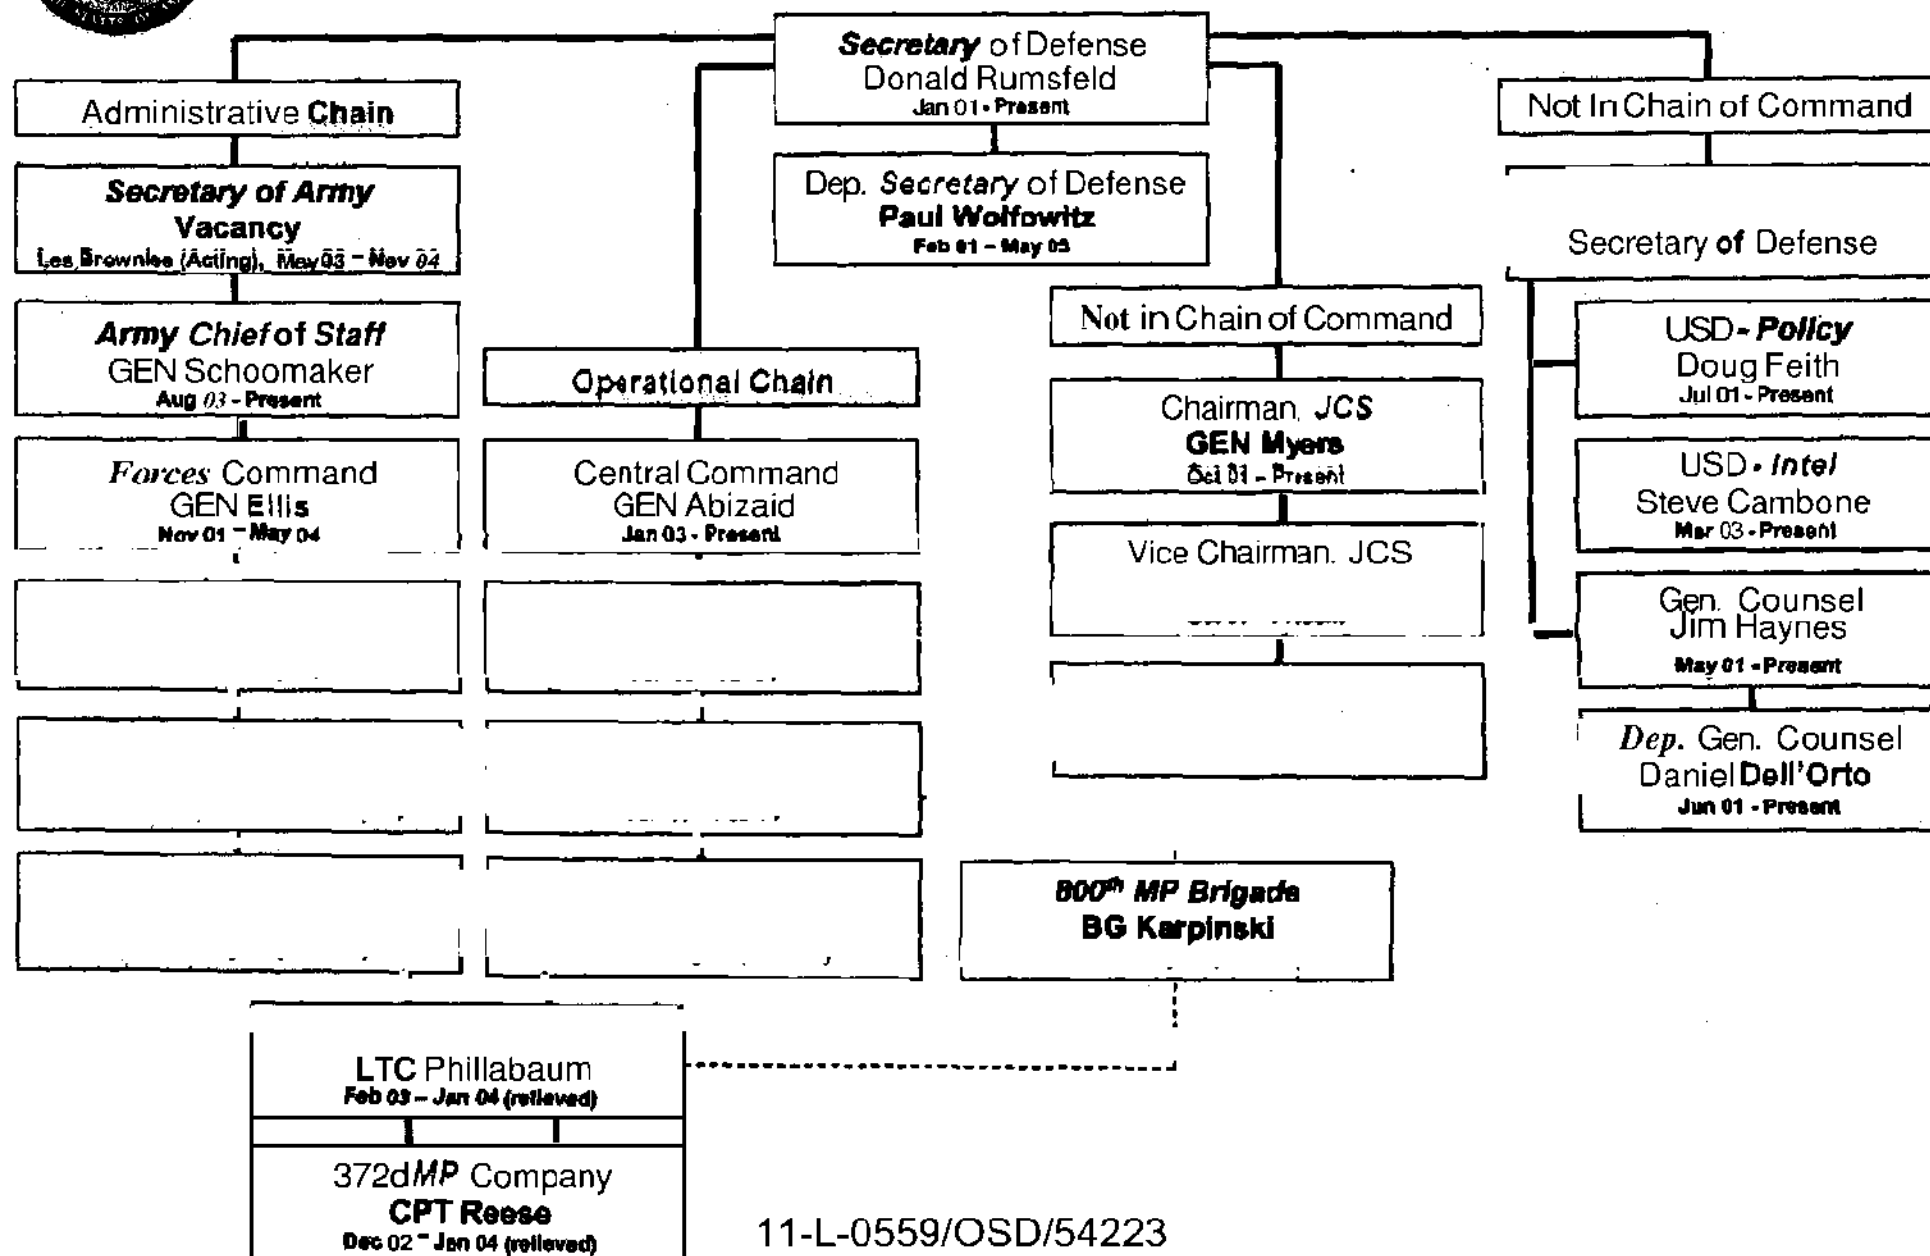 Secretary of Defense
Donald Rumsfeld
Jan 01 - Present
Dep. Secretary of Defense
Paul Wolfowitz
Feb 01 – May 05
Administrative Chain
Secretary of Army
Vacancy
Les Brownlee (Acting), May 03 – Nov 04
Army Chief of Staff
GEN Schoomaker
Aug 03 - Present
Forces Command
GEN Ellis
Nov 01 – May 04
Operational Chain
Central Command
GEN Abizaid
Jan 03 - Present
Not in Chain of Command
Chairman, JCS
GEN Myers
Oct 01 – Present
Vice Chairman. JCS
Not In Chain of Command
Secretary of Defense
USD - Policy
Doug Feith
Jul 01 - Present
USD - Intel
Steve Cambone
Mar 03 - Present
Gen. Counsel
Jim Haynes
May 01 - Present
Dep. Gen. Counsel
Daniel Dell'Orto
Jun 01 - Present
800th MP Brigade
BG Karpinski
LTC Phillabaum
Feb 03 – Jan 04 (relieved)
372d MP Company
CPT Reese
Dec 02 – Jan 04 (relieved)
11-L-0559/OSD/54223